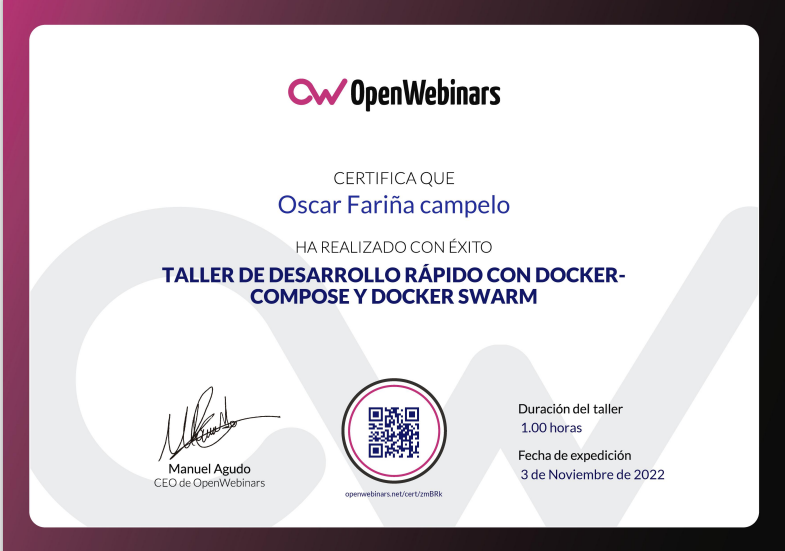 OpenWebinars
CERTIFICA QUE
Oscar Fariña campelo
HA REALIZADO CON ÉXITO
TALLER DE DESARROLLO RÁPIDO CON DOCKER-
COMPOSE Y DOCKER SWARM
Manuel Agudo
CEO de OpenWebinars
openwebinars.net/cert/zmBRk
Duración del taller
1.00 horas
Fecha de expedición
3 de Noviembre de 2022